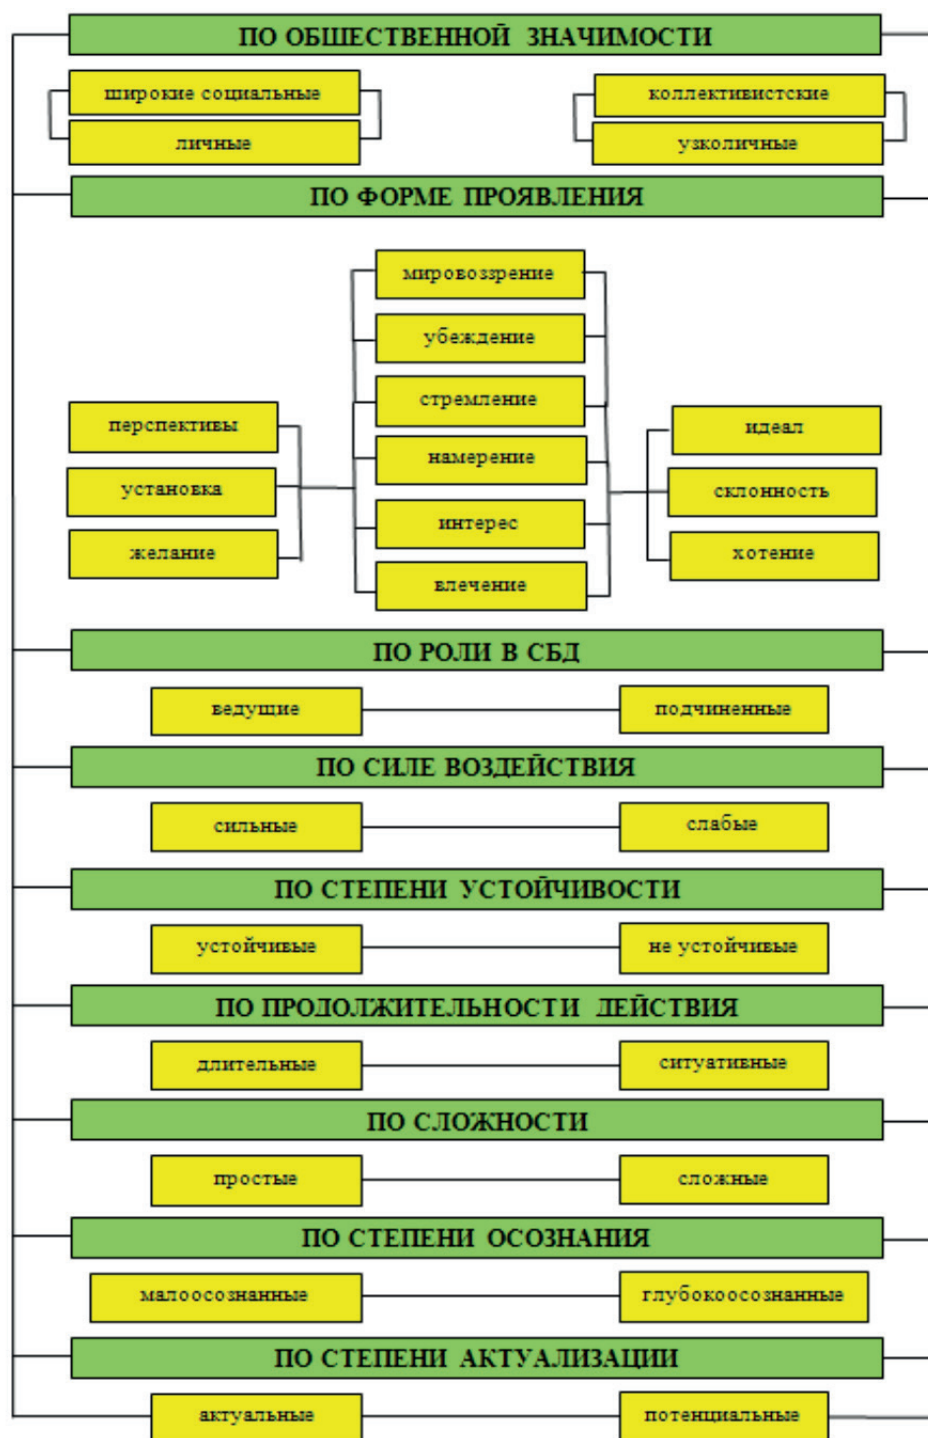 ПО ОБШЕСТВЕННОЙ ЗНАЧИМОСТИ
широкие социальные
коллективистские
личные
узколичные
ПО ФОРМЕ ПРОЯВЛЕНИЯ
мировоззрение
убеждение
стремление
перспективы
идеал
намерение
установка
склонность
интерес
желание
хотение
влечение
ПО РОЛИ В СБД
ведущие
подчиненные
ПО СИЛЕ ВОЗДЕЙСТВИЯ
сильные
слабые
ПО СТЕПЕНИ УСТОЙЧИВОСТИ
устойчивые
не устойчивые
ПО ПРОДОЛЖИТЕЛЬНОСТИ ДЕЙСТВИЯ
длительные
ситуативные
ПО СЛОЖНОСТИ
простые
сложные
ПО СТЕПЕНИ ОСОЗНАНИЯ
малоосознанные
глубокоосознанные
ПО СТЕПЕНИ АКТУАЛИЗАЦИИ
актуальные
потенциальные